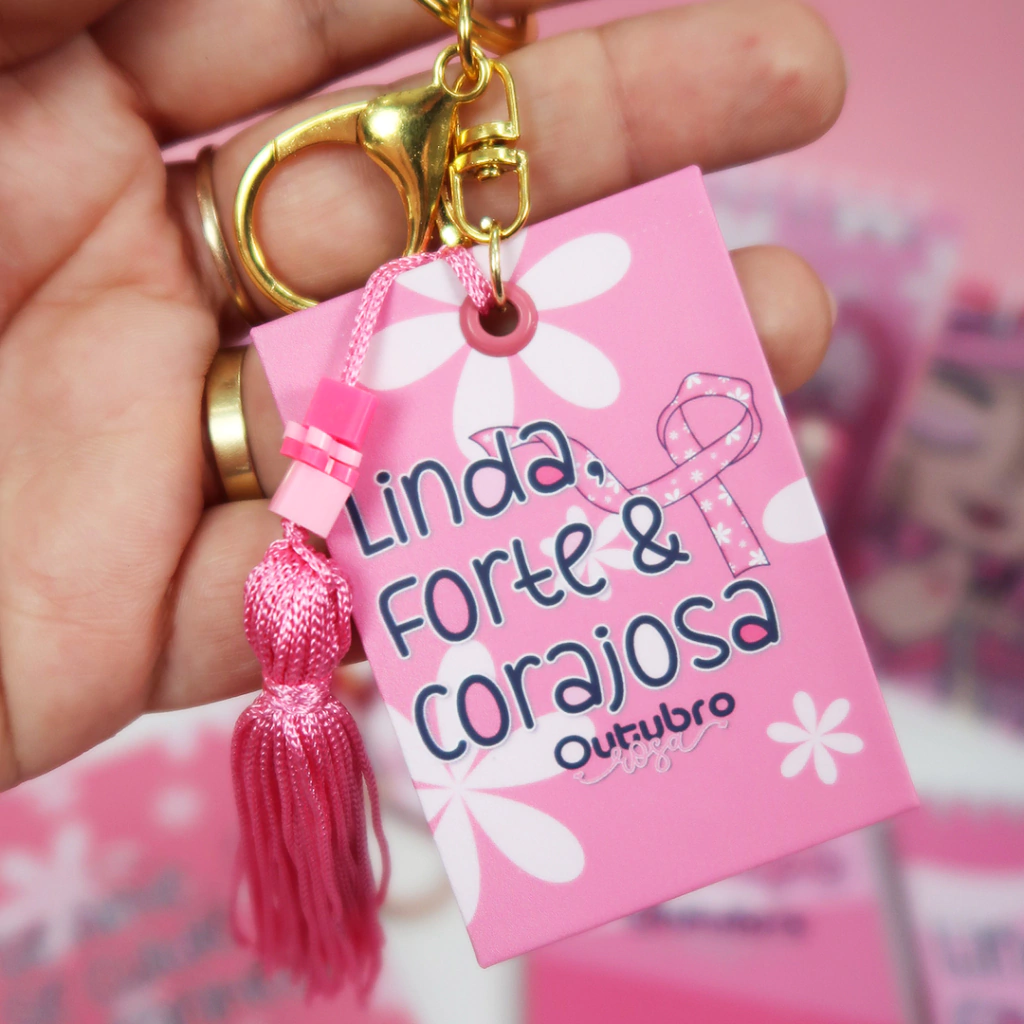 Linda,
Forte &
corajosa
Outubro
rosa